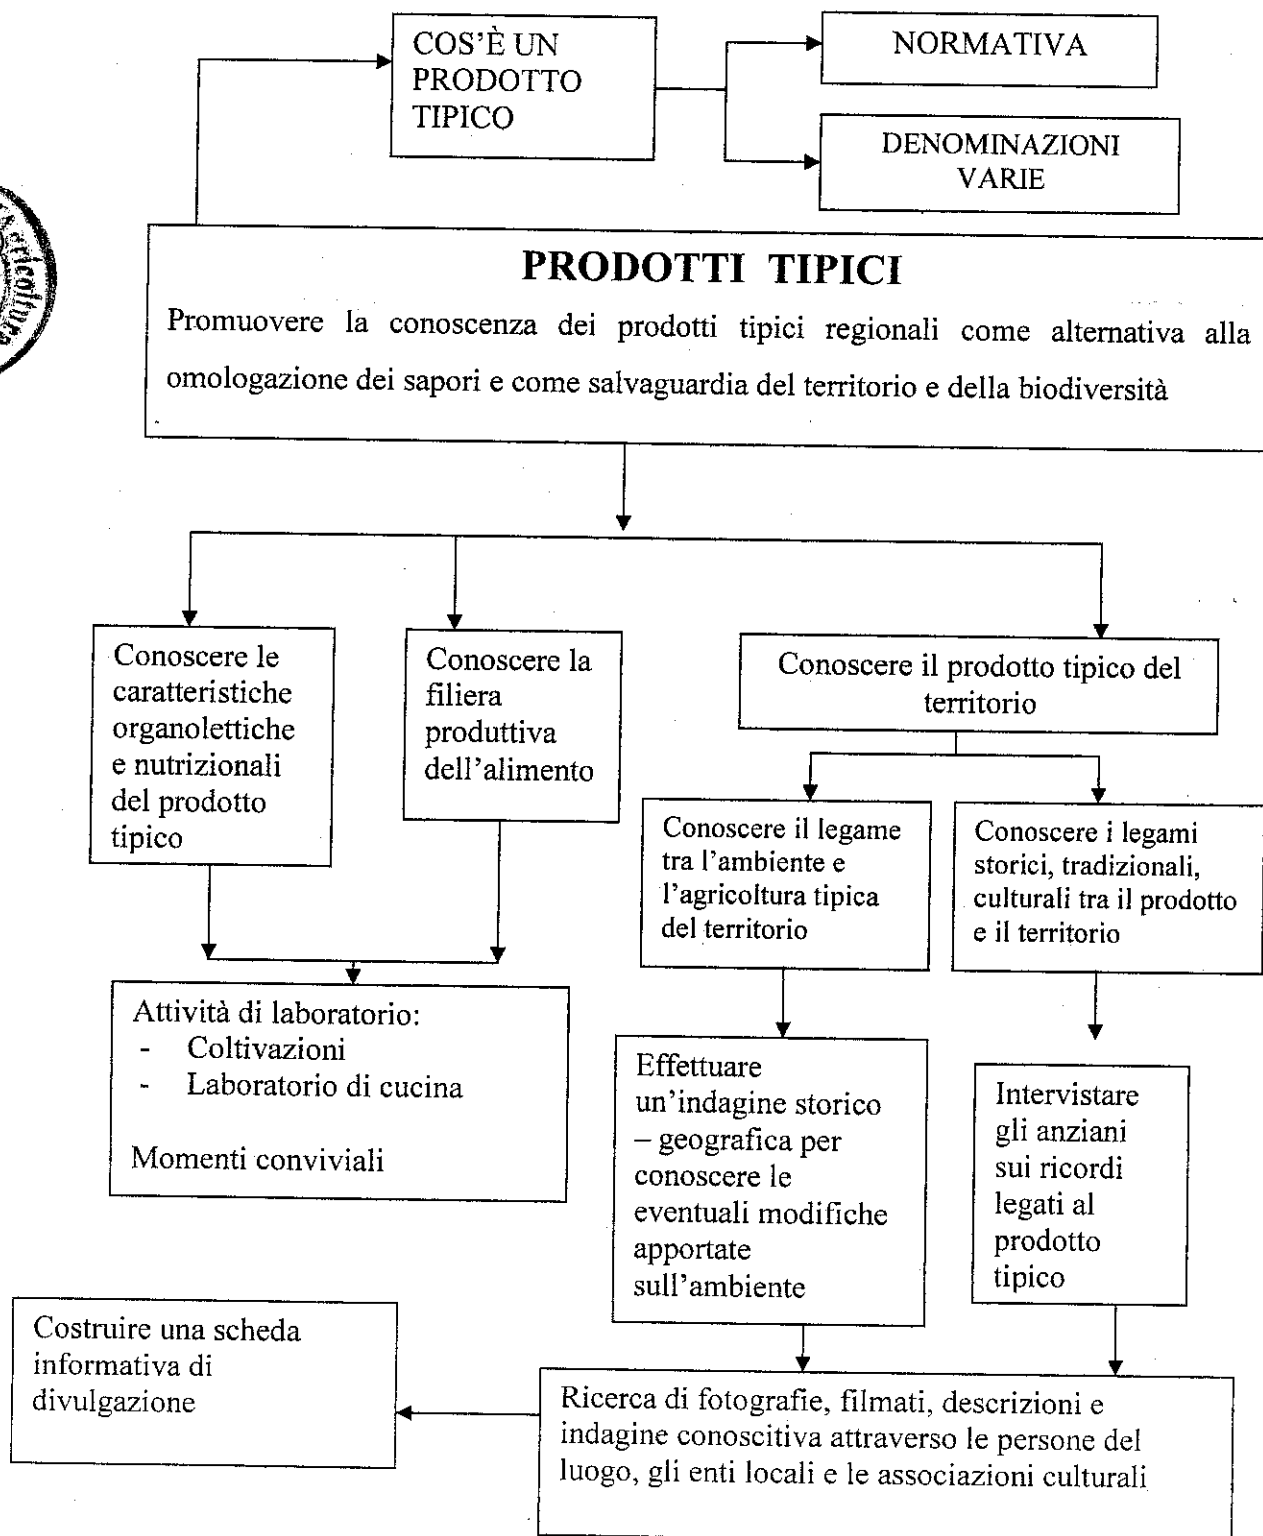 COS'È UN
PRODOTTO
TIPICO
NORMATIVA
DENOMINAZIONI
VARIE
PRODOTTI TIPICI
Promuovere la conoscenza dei prodotti tipici regionali come alternativa alla
omologazione dei sapori e come salvaguardia del territorio e della biodiversità
Conoscere le
caratteristiche
organolettiche
e nutrizionali
del prodotto
tipico
Conoscere la
filiera
produttiva
dell'alimento
Conoscere il prodotto tipico del
territorio
Conoscere il legame
tra l'ambiente e
l'agricoltura tipica
del territorio
Conoscere i legami
storici, tradizionali,
culturali tra il prodotto
e il territorio
Attività di laboratorio:
- Coltivazioni
- Laboratorio di cucina
Momenti conviviali
Effettuare
un'indagine storico
– geografica per
conoscere le
eventuali modifiche
apportate
sull'ambiente
Intervistare
gli anziani
sui ricordi
legati al
prodotto
tipico
Costruire una scheda
informativa di
divulgazione
Ricerca di fotografie, filmati, descrizioni e
indagine conoscitiva attraverso le persone del
luogo, gli enti locali e le associazioni culturali